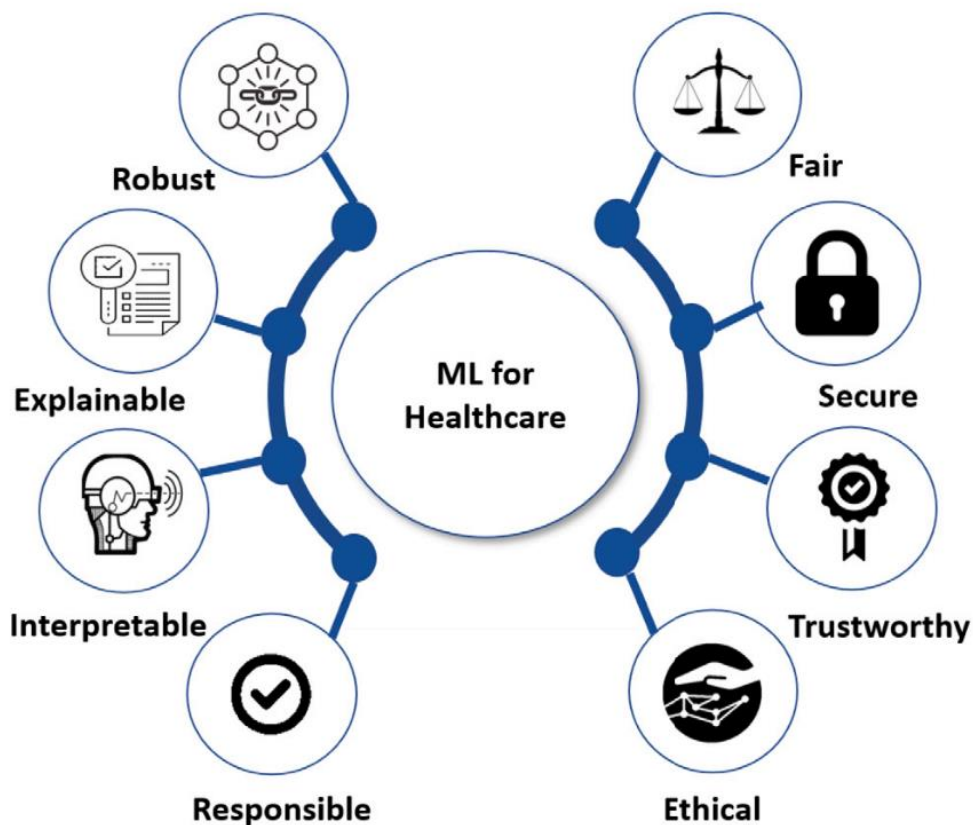 Robust
Fair
Explainable
Secure
ML for
Healthcare
Interpretable
Trustworthy
Responsible
Ethical